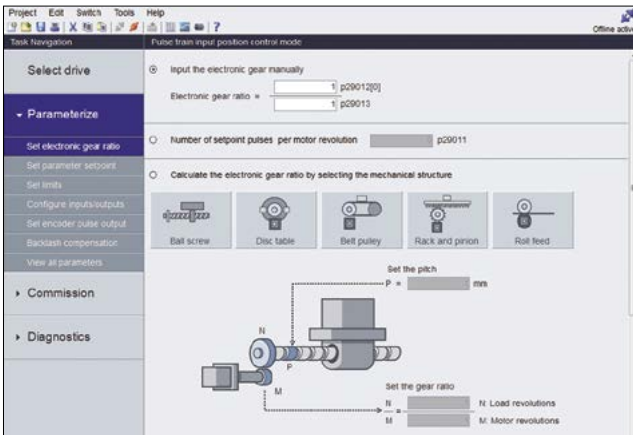 Project Edit Switch Tools Help
Offline activ
Task Navigation
Pulse train input position control mode
Select drive
Parameterize
Set electronic gear ratio
Set parameter setpoint
Set limits
Configure inputs/outputs
Set encoder pulse output
Backlash compensation
View all parameters
Commission
Diagnostics
Input the electronic gear manually
Electronic gear ratio =
1 p29012[0]
1 p29013
Number of setpoint pulses per motor revolution p29011
Calculate the electronic gear ratio by selecting the mechanical structure
Ball screw Disc table Belt pulley Rack and pinion Roll feed
Set the pitch
P = mm
N
P
M
Set the gear ratio
N
M
=
N: Load revolutions
M: Motor revolutions